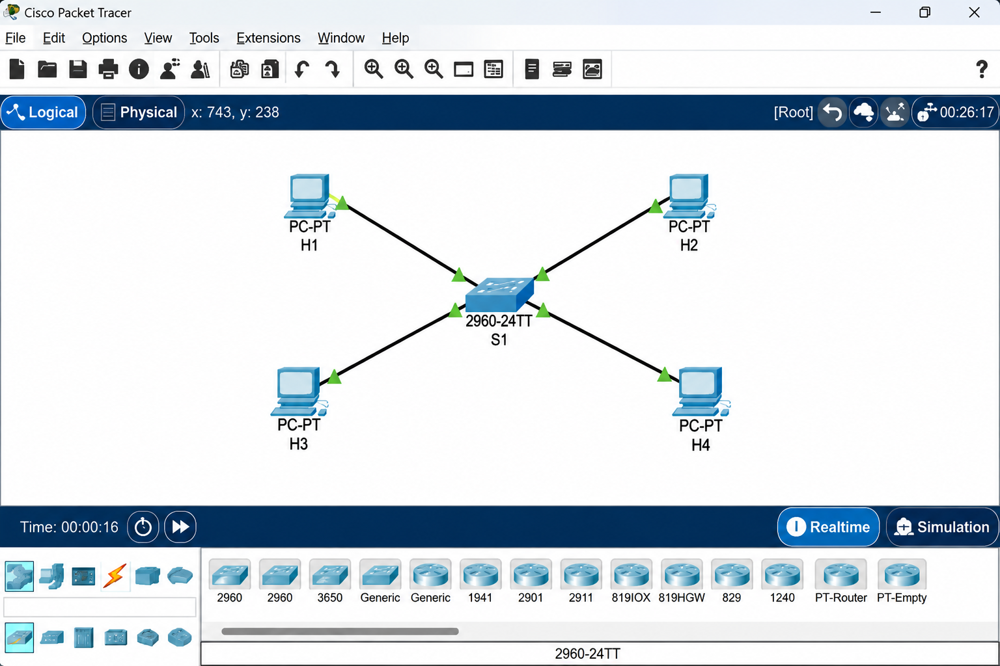 Cisco Packet Tracer
File Edit Options View Tools Extensions Window Help
?
Logical Physical x: 743, y: 238 [Root] 00:26:17
PC-PT
H1
PC-PT
H2
2960-24TT
S1
PC-PT
H3
PC-PT
H4
Time: 00:00:16 Realtime Simulation
2960 2960 3650 Generic Generic 1941 2901 2911 819IOX 819HGW 829 1240 PT-Router PT-Empty
2960-24TT